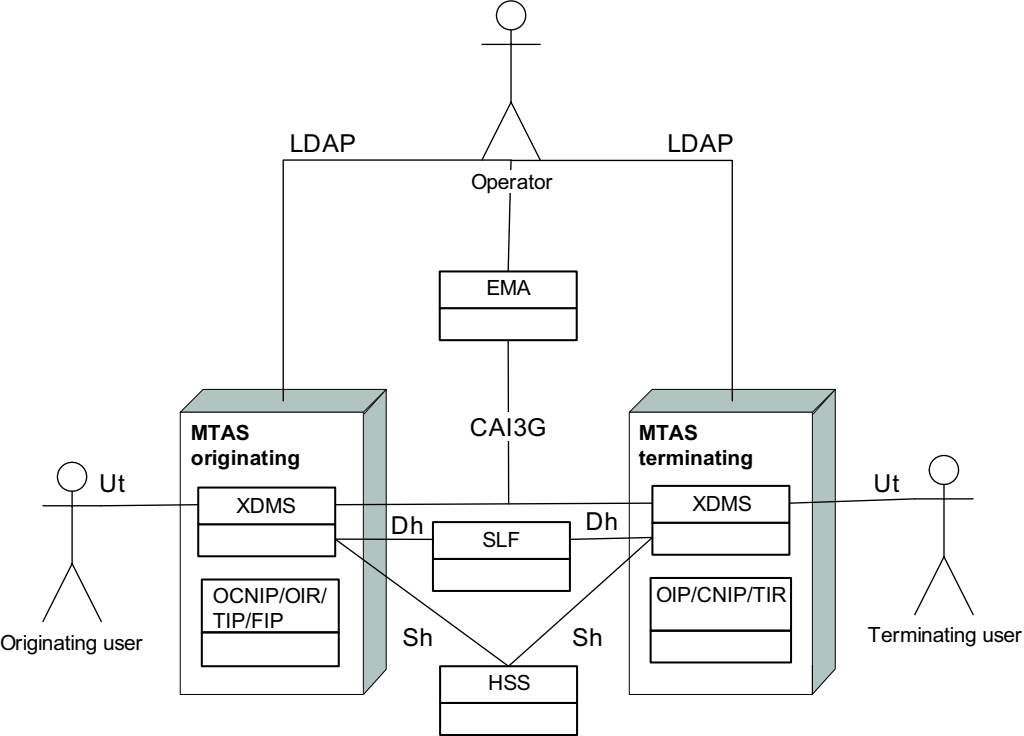 LDAP
LDAP
Operator
EMA
CAI3G
MTAS
originating
MTAS
terminating
Ut
Ut
XDMS
XDMS
Dh
Dh
SLF
OCNIP/OIR/
TIP/FIP
OIP/CNIP/TIR
Originating user
Sh
Sh
Terminating user
HSS